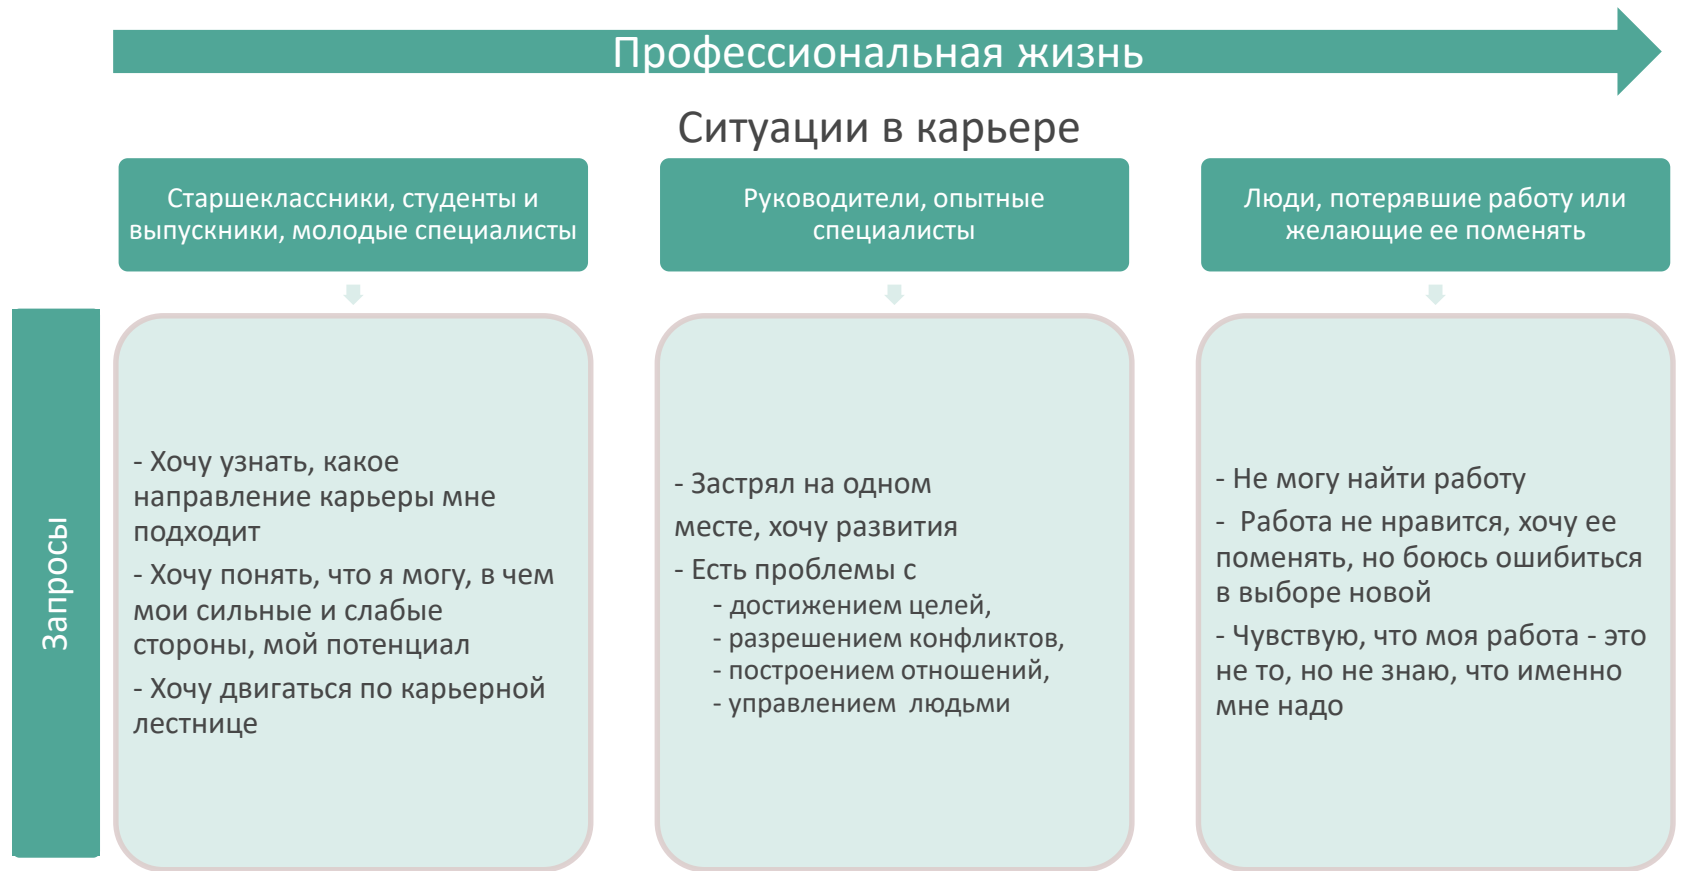 Профессиональная жизнь
Ситуации в карьере
Старшеклассники, студенты и
выпускники, молодые специалисты
Руководители, опытные
специалисты
Люди, потерявшие работу или
желающие ее поменять
Запросы
- Хочу узнать, какое
направление карьеры мне
подходит
- Хочу понять, что я могу, в чем
мои сильные и слабые
стороны, мой потенциал
- Хочу двигаться по карьерной
лестнице
- Застрял на одном
месте, хочу развития
- Есть проблемы с
- достижением целей,
- разрешением конфликтов,
- построением отношений,
- управлением  людьми
- Не могу найти работу
-  Работа не нравится, хочу ее
поменять, но боюсь ошибиться
в выборе новой
- Чувствую, что моя работа - это
не то, но не знаю, что именно
мне надо